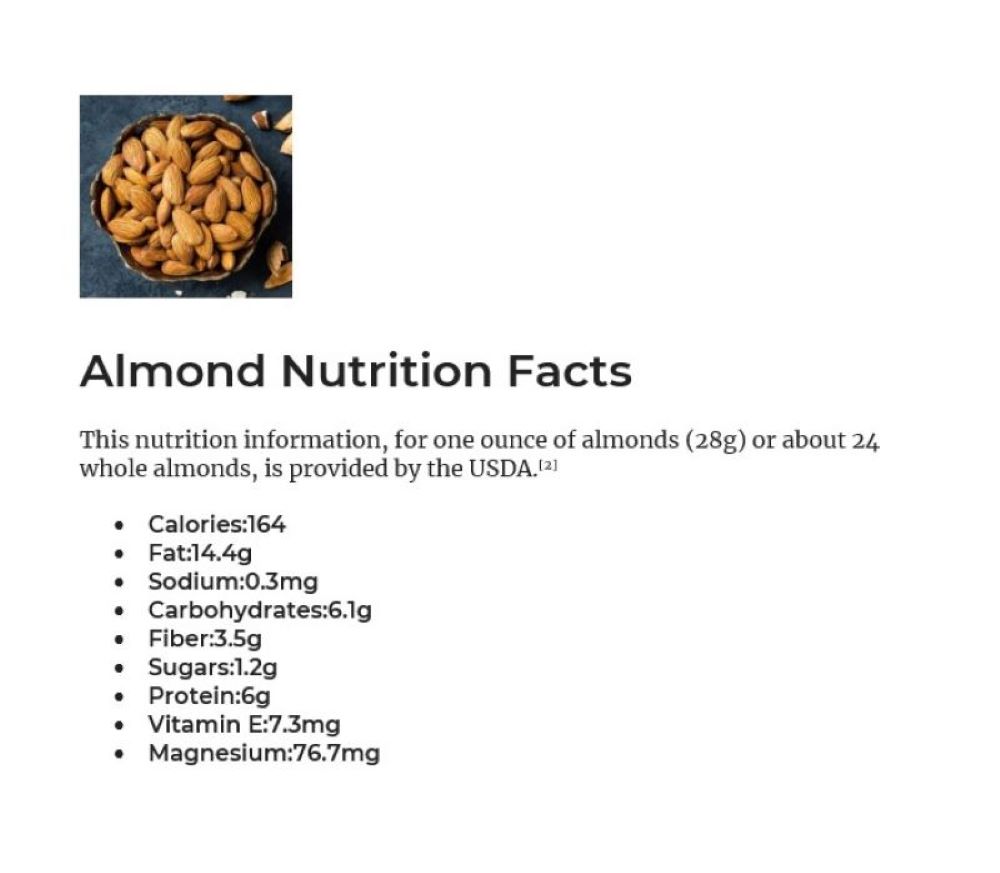 Almond Nutrition Facts
This nutrition information, for one ounce of almonds (28g) or about 24
whole almonds, is provided by the USDA.[2]
• Calories:164
• Fat:14.4g
• Sodium:0.3mg
• Carbohydrates:6.1g
• Fiber:3.5g
• Sugars:1.2g
• Protein:6g
• Vitamin E:7.3mg
• Magnesium:76.7mg